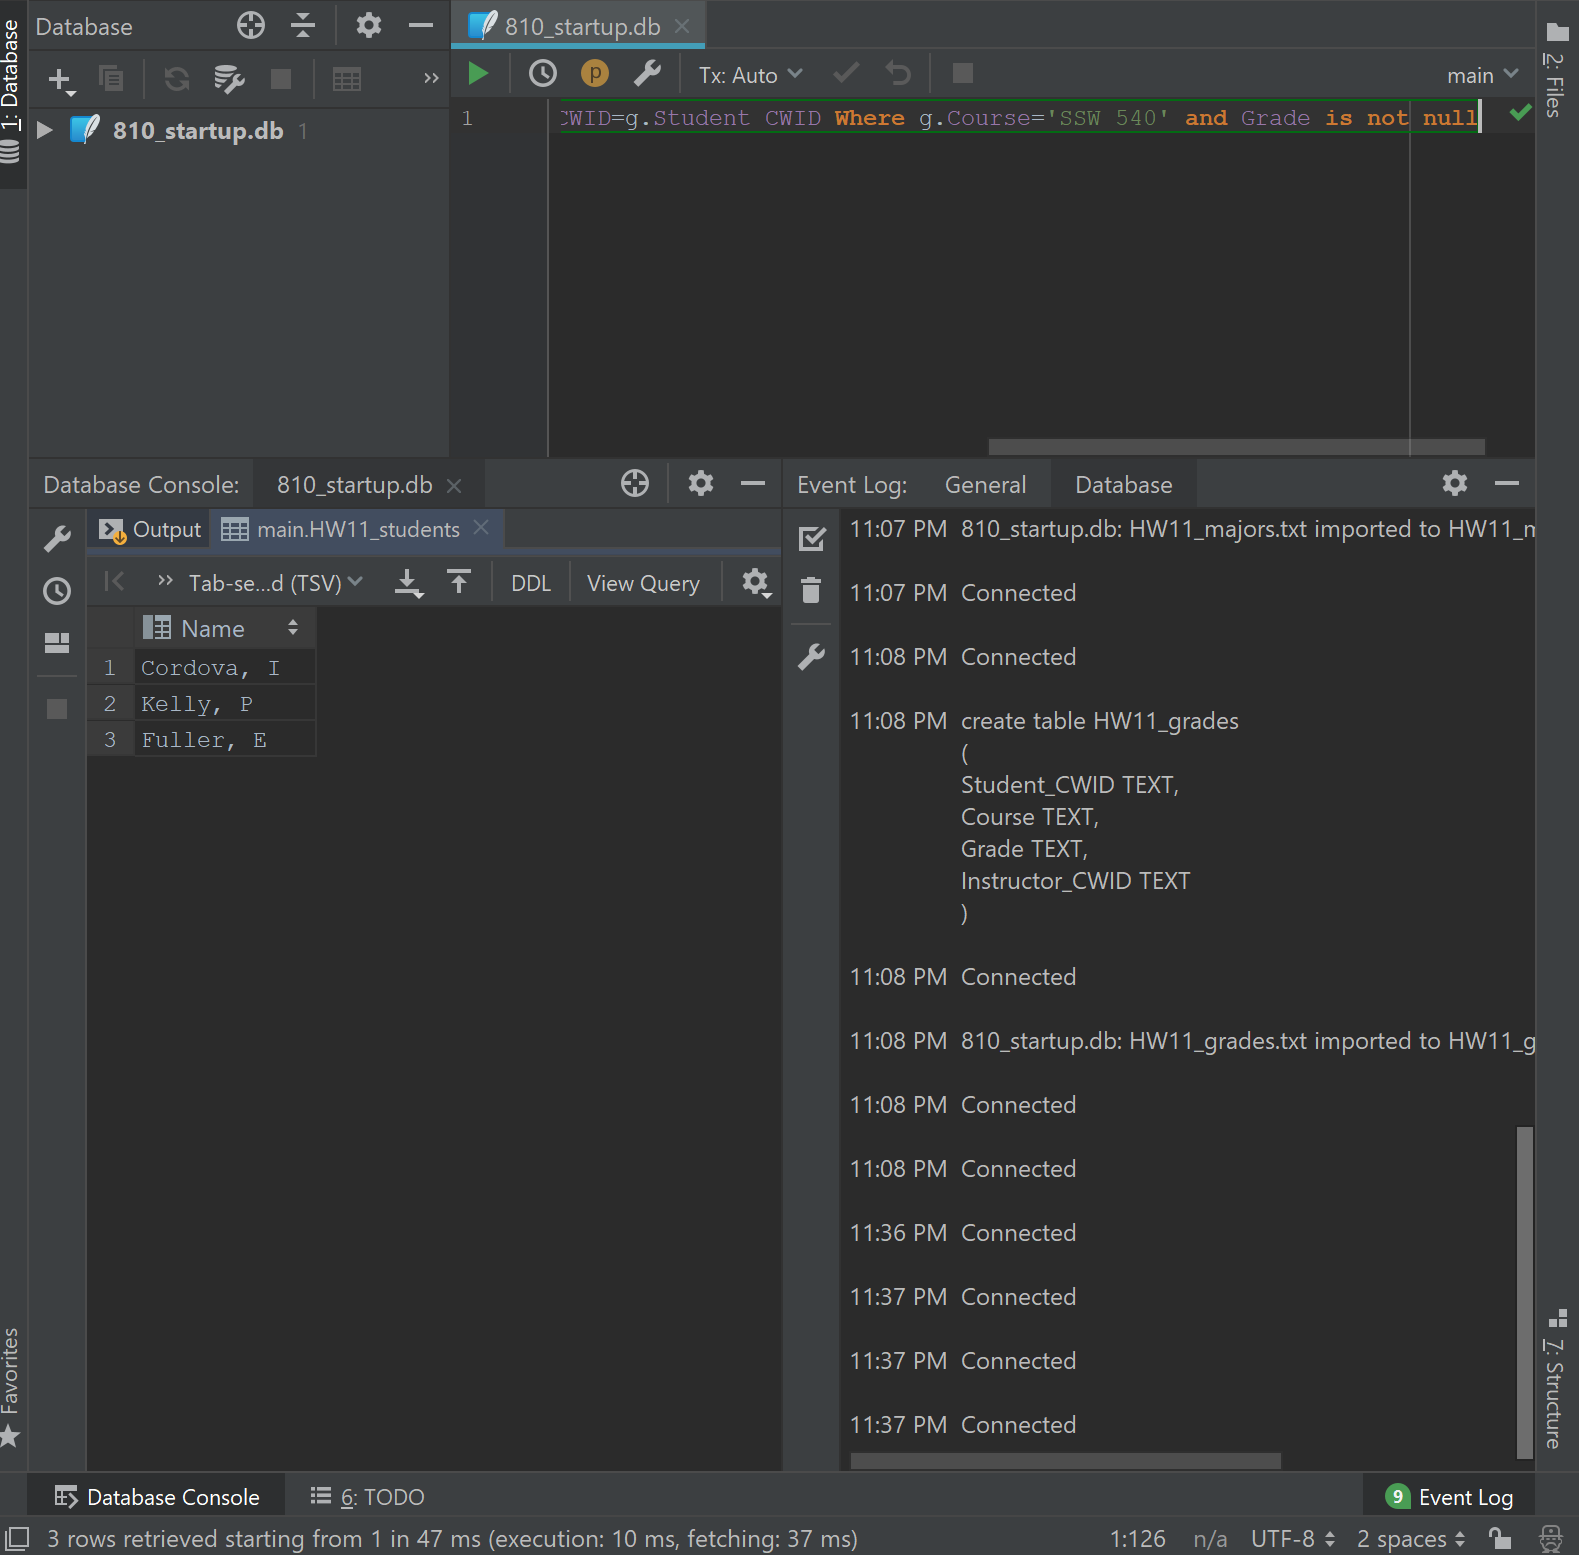 1: Database
Database
810_startup.db
Tx: Auto
main
2: Files
810_startup.db 1
1 CWID=g.Student CWID Where g.Course='SSW 540' and Grade is not null
Database Console: 810_startup.db
Event Log: General Database
Output main.HW11_students
Tab-se...d (TSV) DDL View Query
Name
1 Cordova, I
2 Kelly, P
3 Fuller, E
11:07 PM 810_startup.db: HW11_majors.txt imported to HW11_m
11:07 PM Connected
11:08 PM Connected
11:08 PM create table HW11_grades
(
Student_CWID TEXT,
Course TEXT,
Grade TEXT,
Instructor_CWID TEXT
)
11:08 PM Connected
11:08 PM 810_startup.db: HW11_grades.txt imported to HW11_g
11:08 PM Connected
11:08 PM Connected
11:36 PM Connected
11:37 PM Connected
11:37 PM Connected
11:37 PM Connected
Favorites
7: Structure
Database Console 6: TODO 9 Event Log
3 rows retrieved starting from 1 in 47 ms (execution: 10 ms, fetching: 37 ms) 1:126 n/a UTF-8 2 spaces